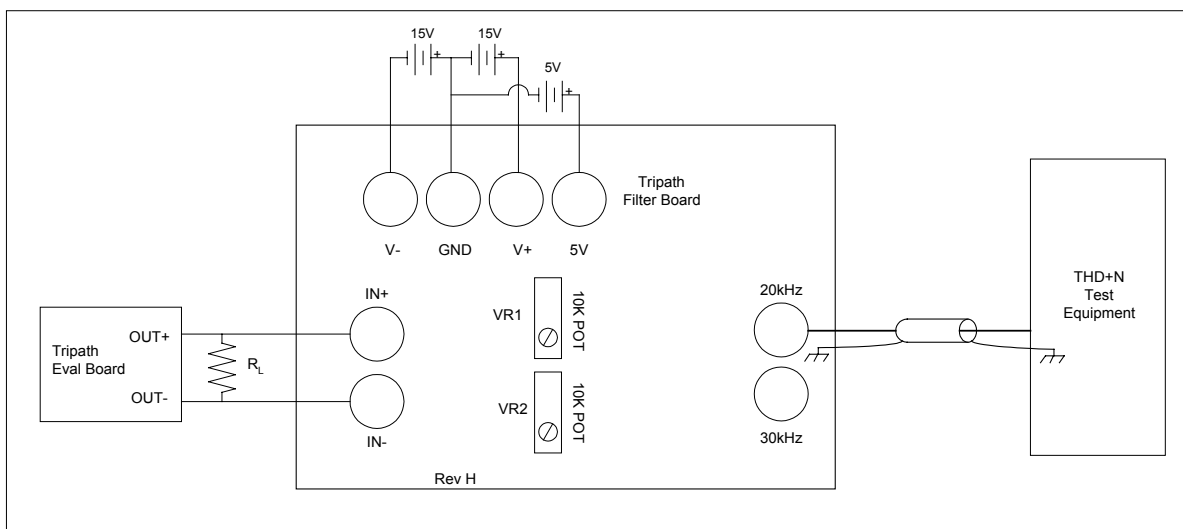 15V
15V
+
+
5V
+
Tripath
Filter Board
V-
GND
V+
5V
IN+
VR1
10K POT
20kHz
THD+N
Test
Equipment
OUT+
Tripath
Eval Board
RL
OUT-
VR2
10K POT
IN-
30kHz
Rev H